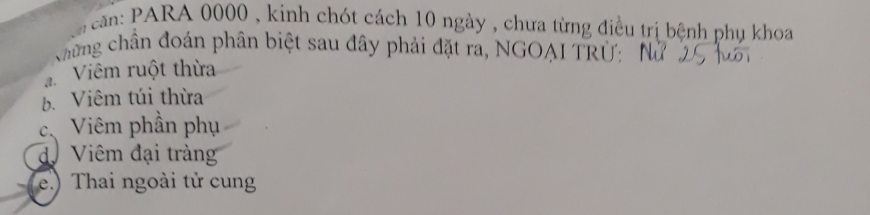 căn: PARA 0000 , kinh chót cách 10 ngày , chưa từng điều trị bệnh phụ khoa
Những chẩn đoán phân biệt sau đây phải đặt ra, NGOẠI TRỪ: Nữ 25 tuổi
a. Viêm ruột thừa
b. Viêm túi thừa
c. Viêm phần phụ
d. Viêm đại tràng
e. Thai ngoài tử cung